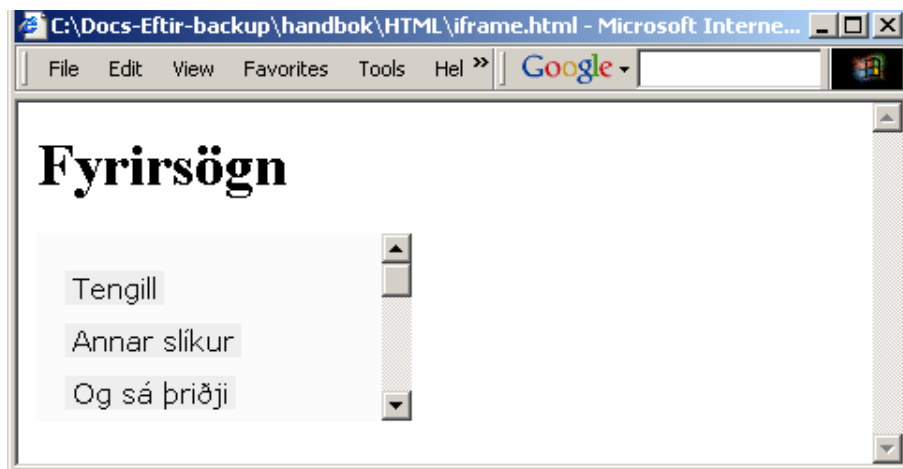 C:\Docs-Eftir-backup\handbok\HTML\iframe.html - Microsoft Interne...
File Edit View Favorites Tools Hel » Google
Fyrirsögn
Tengill
Annar slíkur
Og sá þriðji